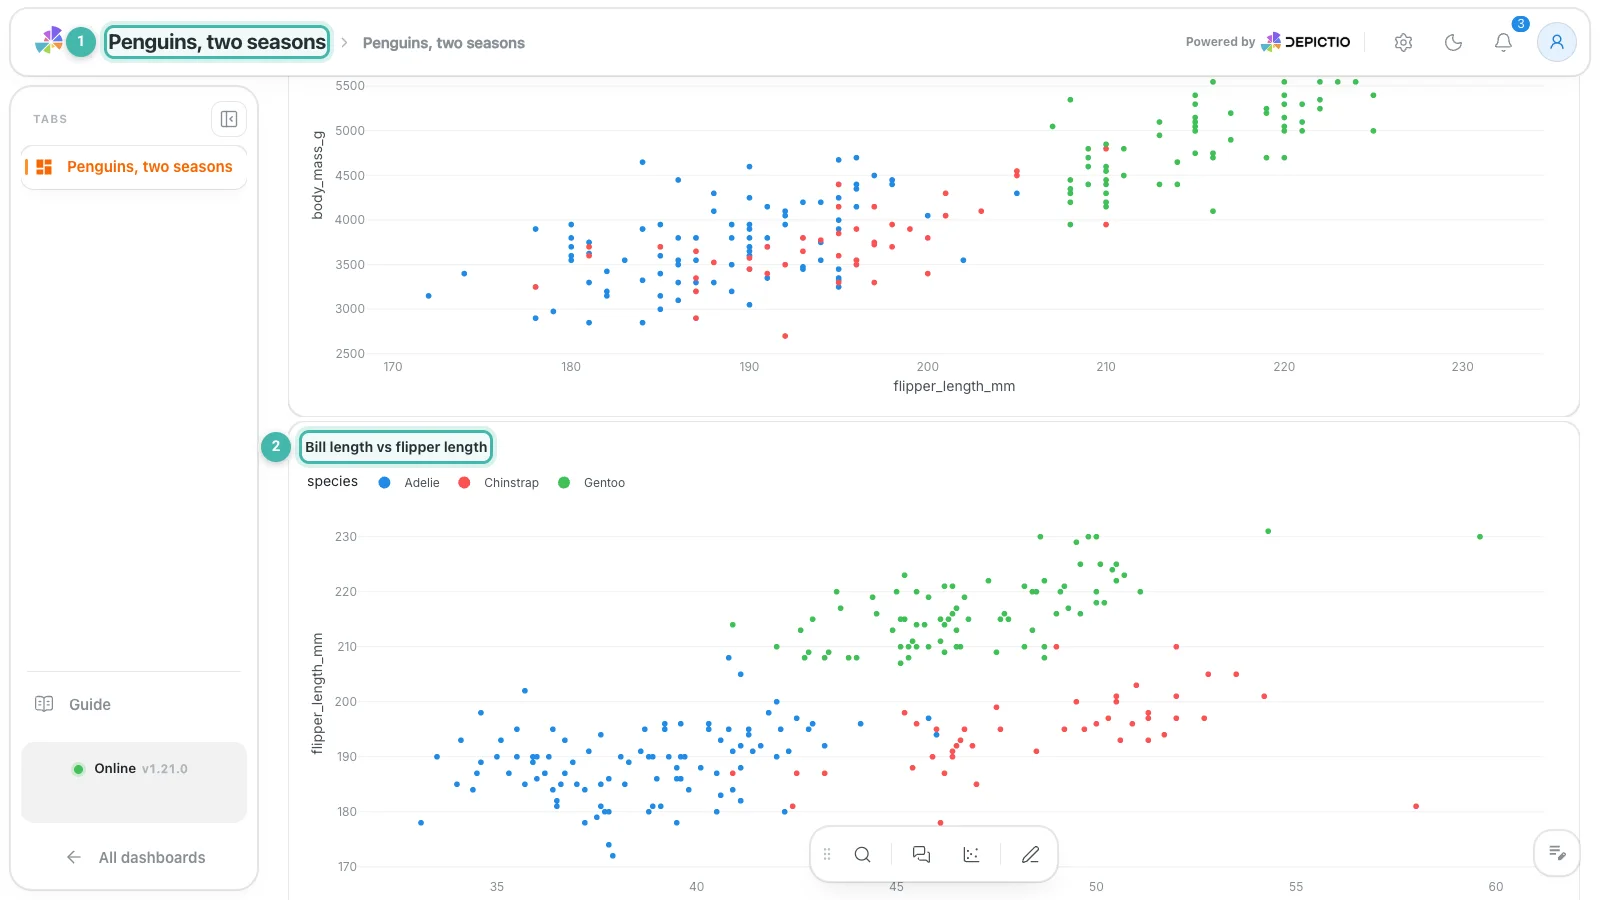 1 Penguins, two seasons > Penguins, two seasons
Powered by DEPICTIO
3
TABS
Penguins, two seasons
Guide
Online v1.21.0
All dashboards
5500
5000
4500
4000
3500
3000
2500
body_mass_g
170 180 190 200 210 220 230
flipper_length_mm
2 Bill length vs flipper length
species Adelie Chinstrap Gentoo
230
220
210
200
190
180
170
flipper_length_mm
35 40 45 50 55 60